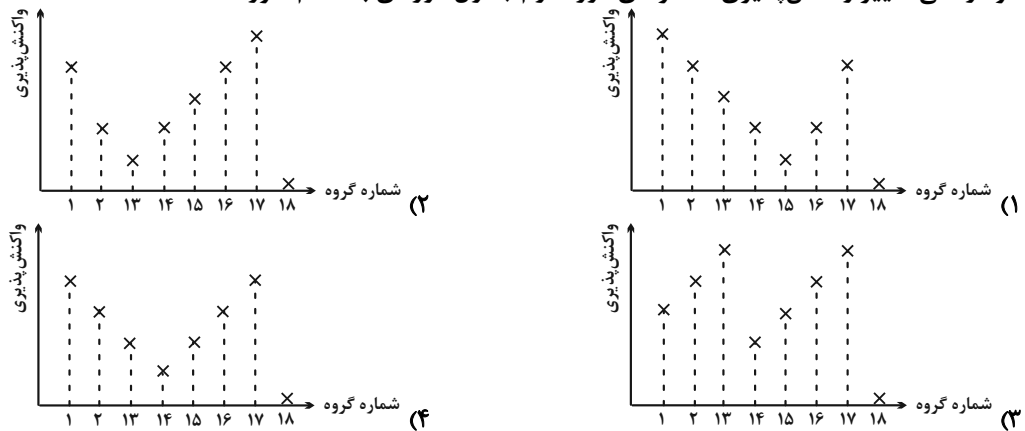 واکنش‌پذیری
۱ ۲ ۱۳ ۱۴ ۱۵ ۱۶ ۱۷ ۱۸
شماره گروه
(۱
واکنش‌پذیری
۱ ۲ ۱۳ ۱۴ ۱۵ ۱۶ ۱۷ ۱۸
شماره گروه
(۲
واکنش‌پذیری
۱ ۲ ۱۳ ۱۴ ۱۵ ۱۶ ۱۷ ۱۸
شماره گروه
(۳
واکنش‌پذیری
۱ ۲ ۱۳ ۱۴ ۱۵ ۱۶ ۱۷ ۱۸
شماره گروه
(۴